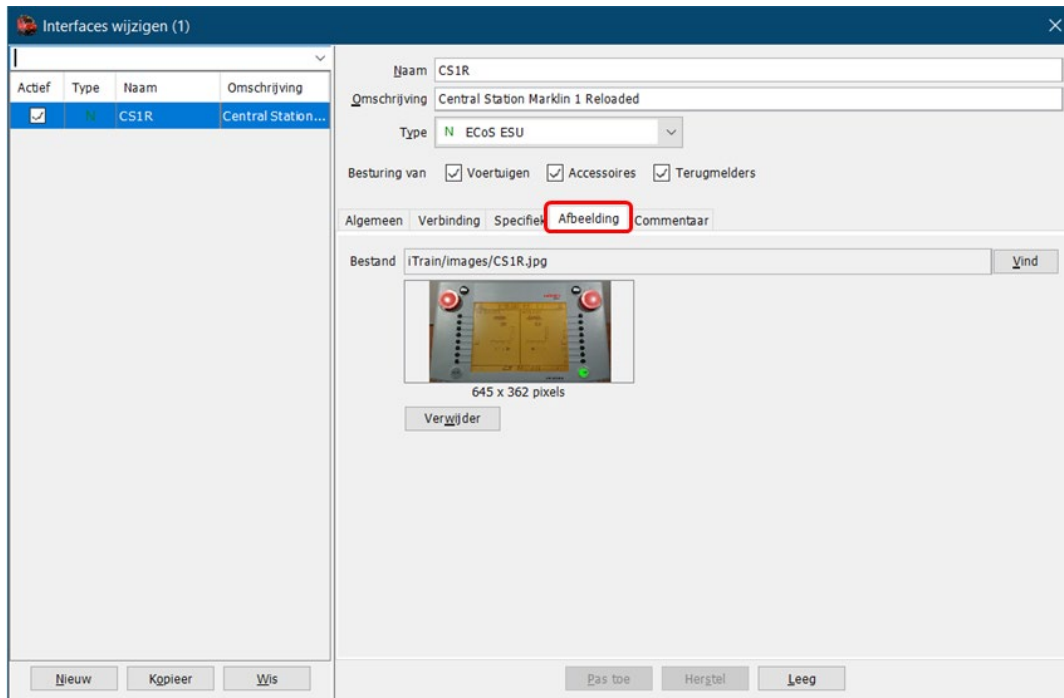 Interfaces wijzigen (1)
Naam CS1R
Omschrijving Central Station Marklin 1 Reloaded
Type N ECoS ESU
Besturing van Voertuigen Accessoires Terugmelders
Actief Type Naam Omschrijving
N CS1R Central Station...
Algemeen Verbinding Specifiek Afbeelding Commentaar
Bestand iTrain/images/CS1R.jpg Vind
645 x 362 pixels
Verwijder
Nieuw Kopieer Wis
Pas toe Herstel Leeg